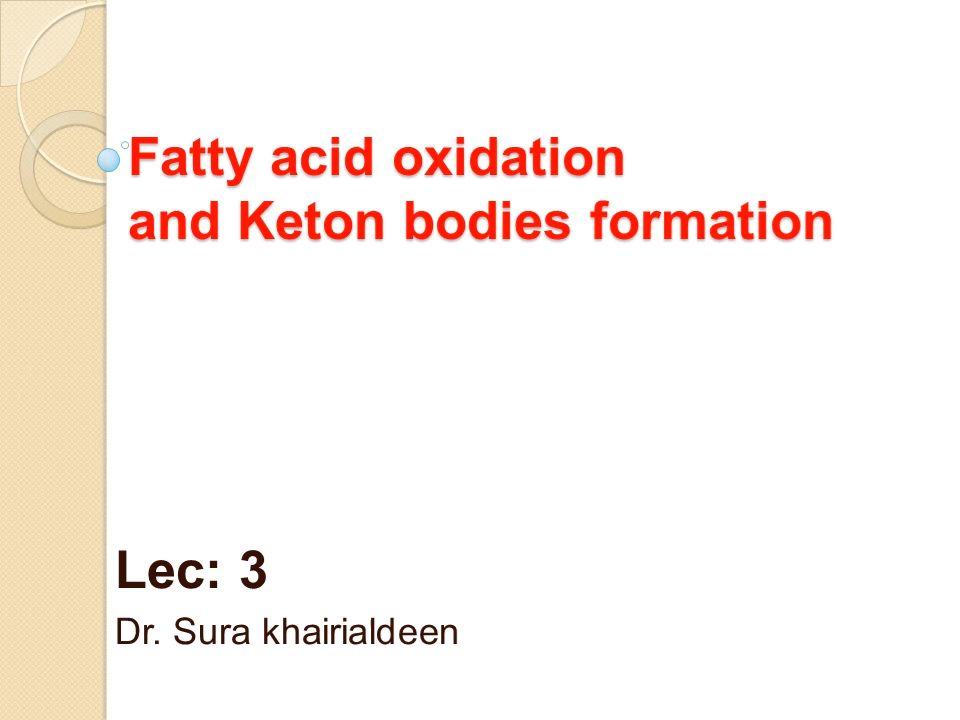 Fatty acid oxidation
and Keton bodies formation
Lec: 3
Dr. Sura khairialdeen